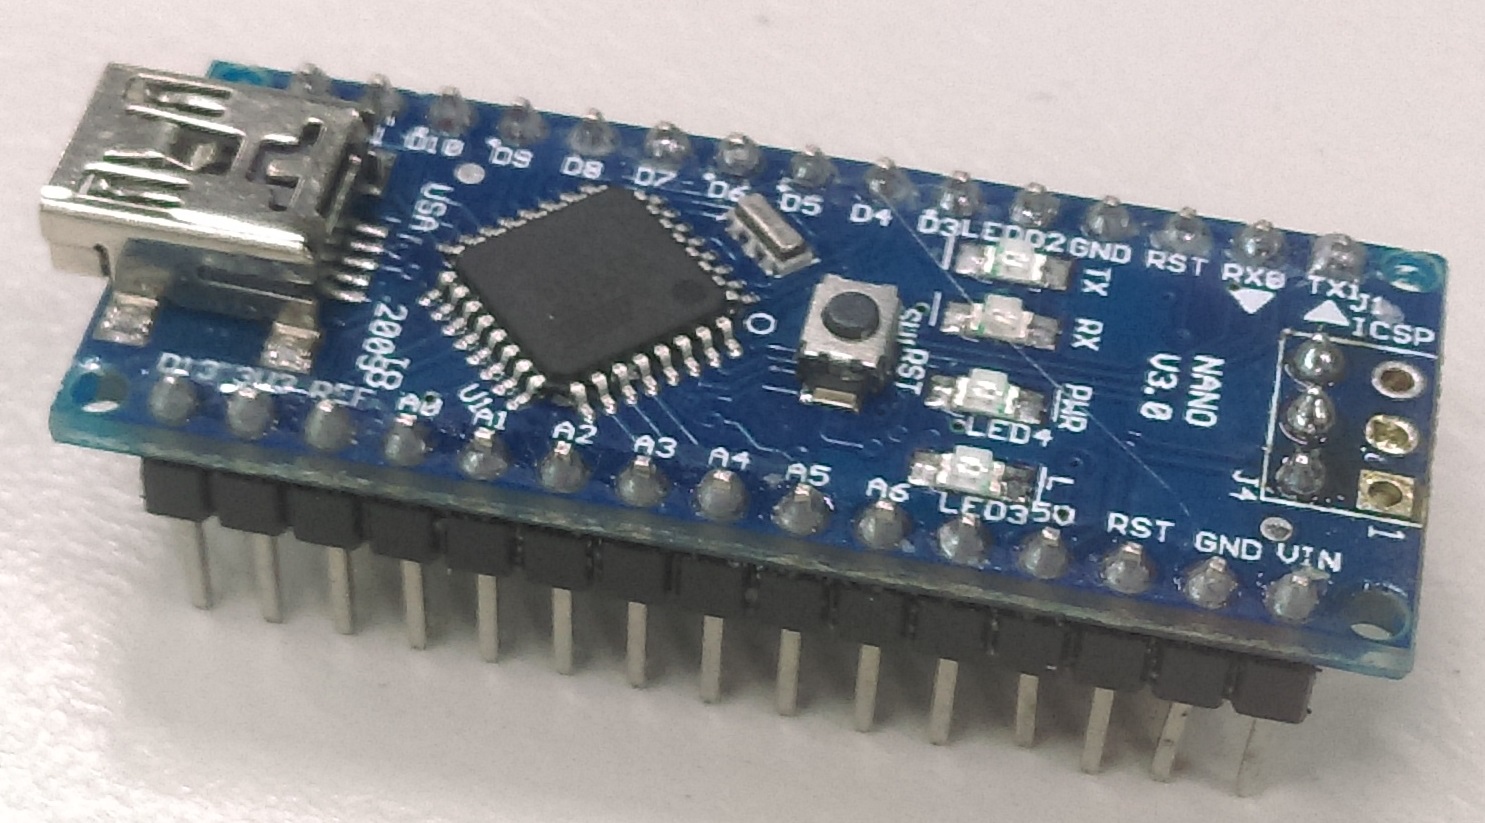 D10
D9
D8
D7
D6
D5
D4
D3
LED
D2
GND
RST
RX0
TX1
J1
ICSP
USA
2009
TX
RX
RST
PWR
NANO
V3.0
D13
3V3
REF
A0
A1
A2
A3
A4
A5
A6
LED4
L
LED3
50
RST
GND
VIN
J4
1